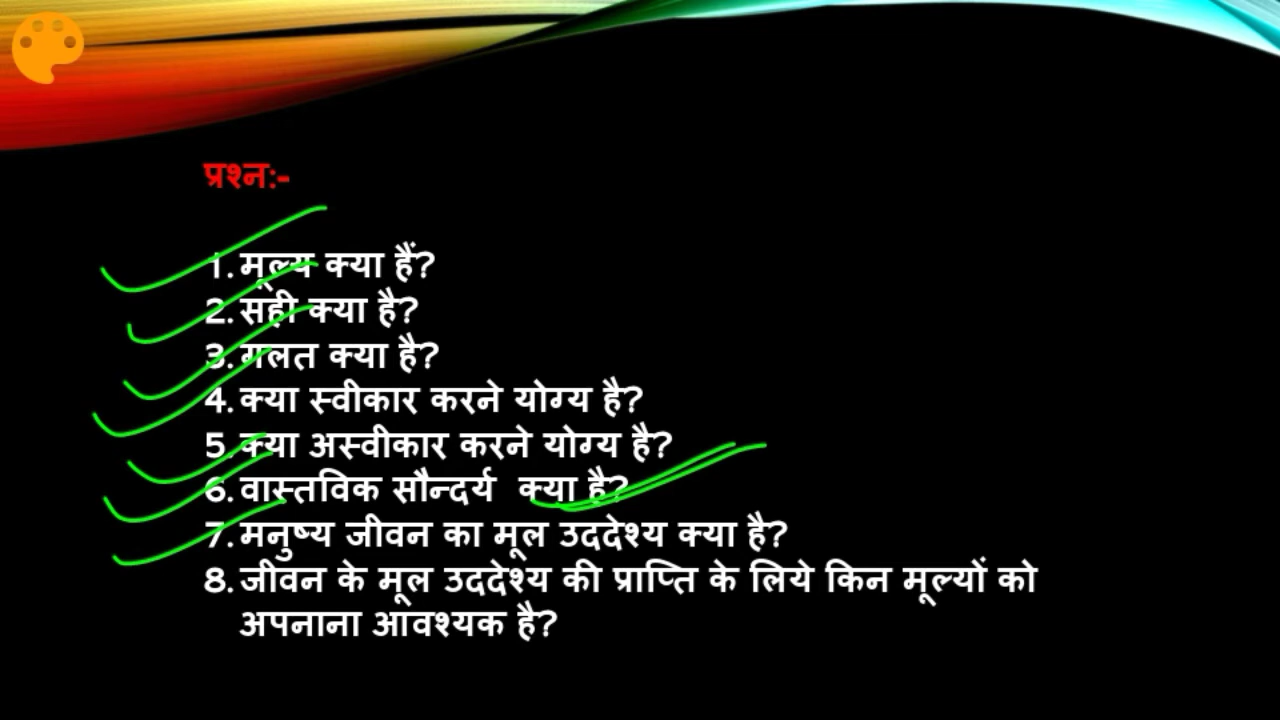 प्रश्न:-
1. मूल्य क्या हैं?
2. सही क्या है?
3. गलत क्या है?
4. क्या स्वीकार करने योग्य है?
5. क्या अस्वीकार करने योग्य है?
6. वास्तविक सौन्दर्य क्या है?
7. मनुष्य जीवन का मूल उददेश्य क्या है?
8. जीवन के मूल उददेश्य की प्राप्ति के लिये किन मूल्यों को
अपनाना आवश्यक है?